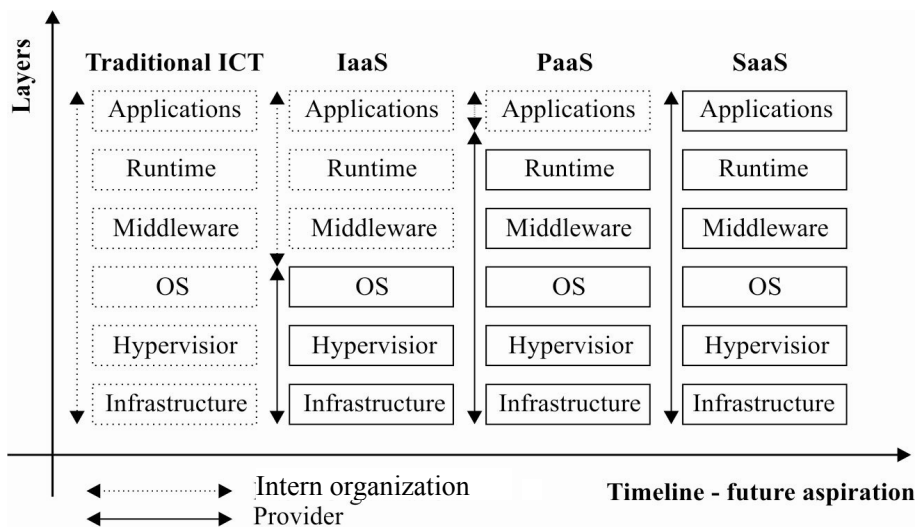 Layers
Traditional ICT IaaS PaaS SaaS
Applications Applications Applications Applications
Runtime Runtime Runtime Runtime
Middleware Middleware Middleware Middleware
OS OS OS OS
Hypervisior Hypervisior Hypervisior Hypervisior
Infrastructure Infrastructure Infrastructure Infrastructure
Intern organization
Provider
Timeline - future aspiration